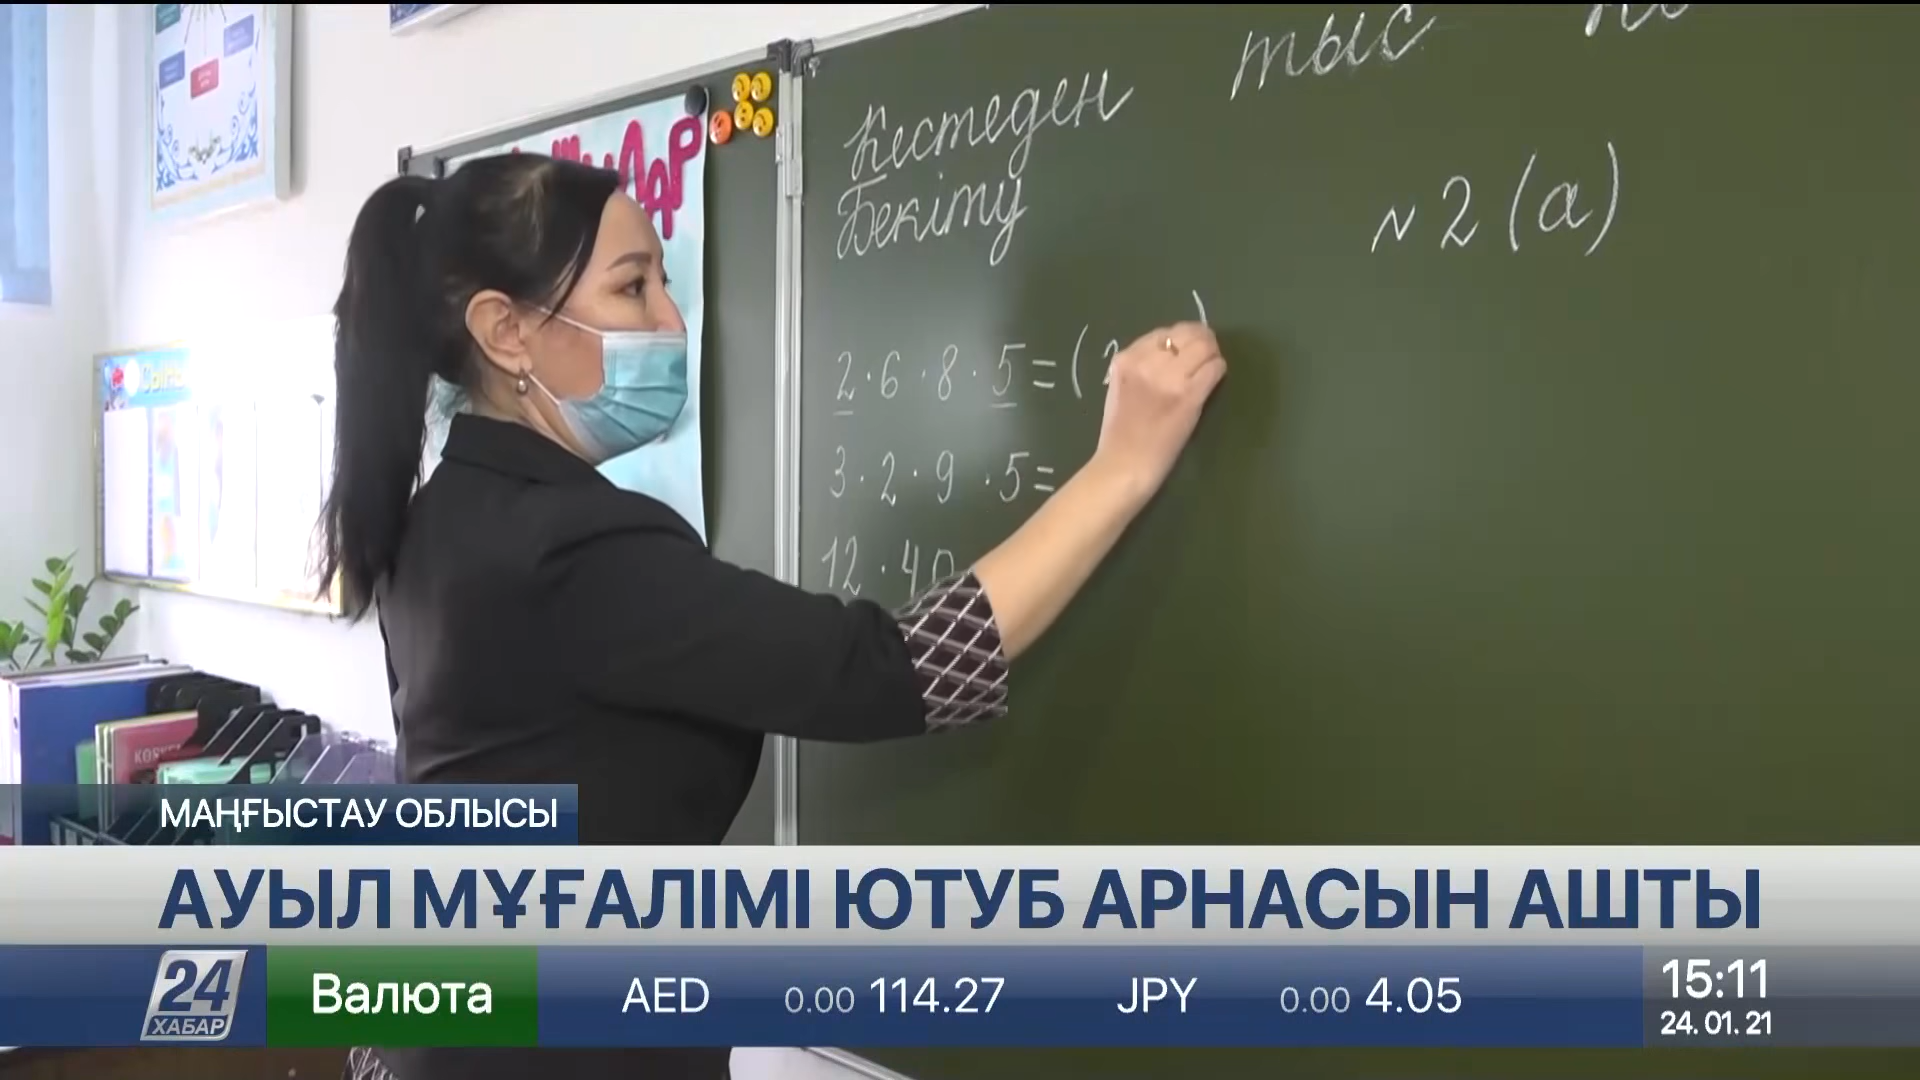 Кестеден тыс
Бекіту
№2 (а)
2·6·8·5=(2
3·2·9·5=
12·40
МАҢҒЫСТАУ ОБЛЫСЫ
АУЫЛ МҰҒАЛІМІ ЮТУБ АРНАСЫН АШТЫ
24 ХАБАР
Валюта AED 0.00 114.27 JPY 0.00 4.05
15:11
24.01.21